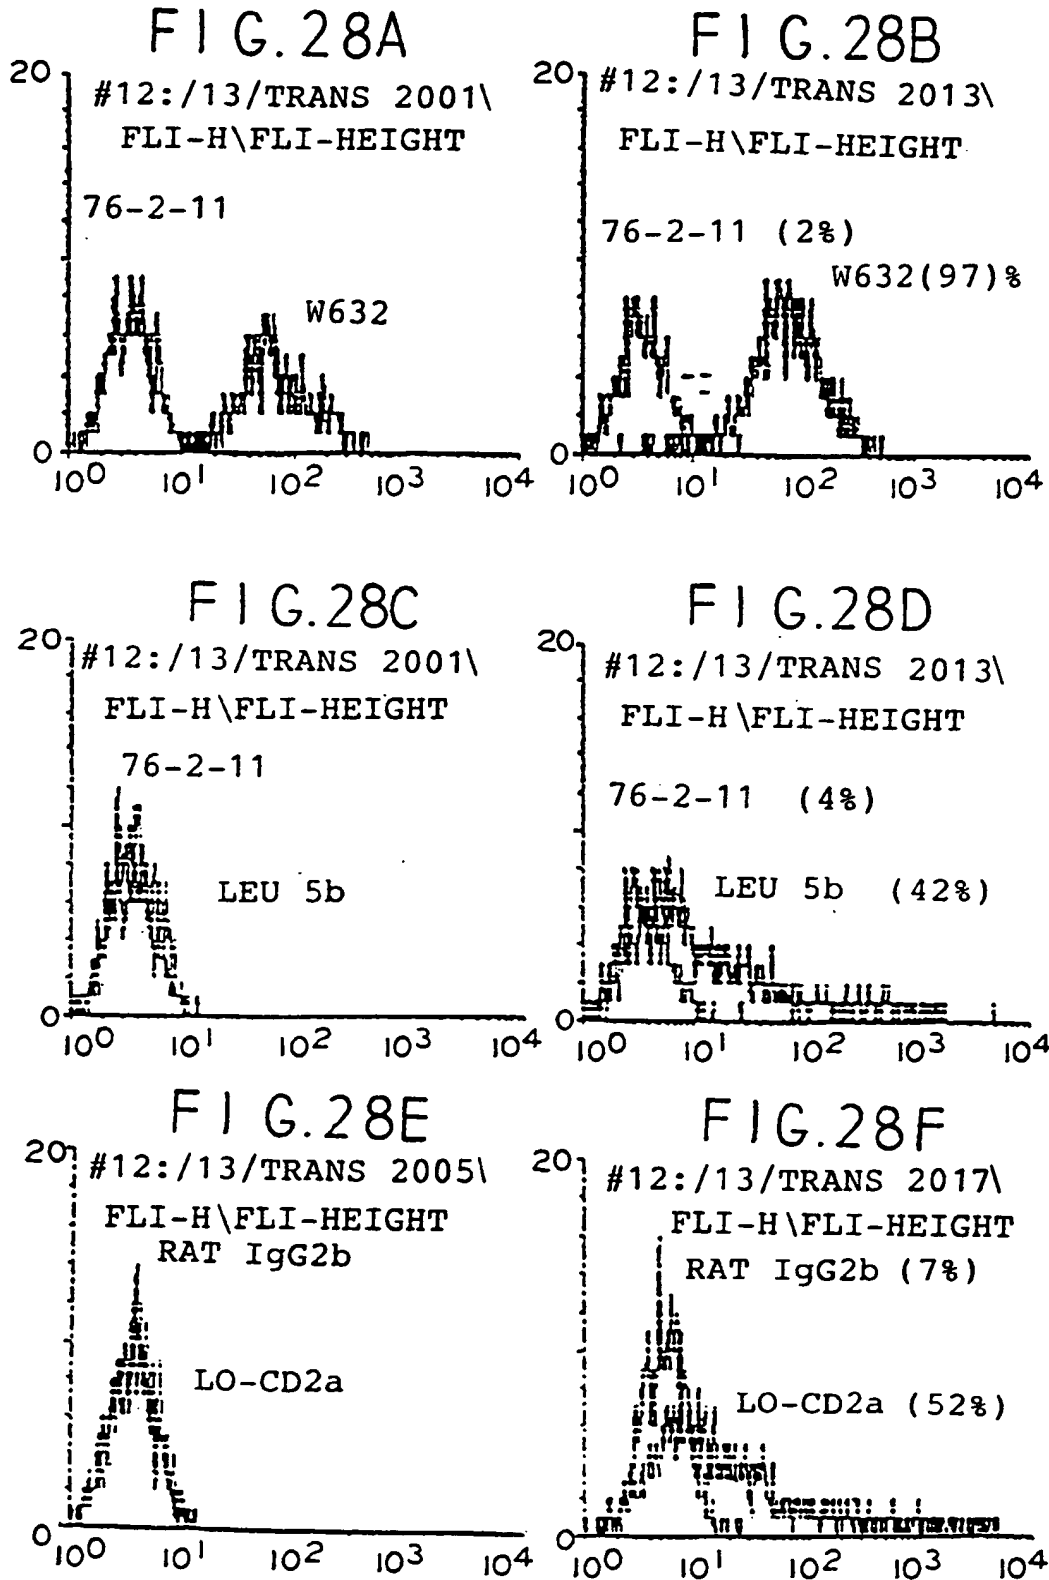 FIG.28A
20
#12:/13/TRANS 2001\
FLI-H\FLI-HEIGHT
76-2-11
W632
0
10⁰ 10¹ 10² 10³ 10⁴
FIG.28B
20
#12:/13/TRANS 2013\
FLI-H\FLI-HEIGHT
76-2-11 (2%)
W632(97)%
0
10⁰ 10¹ 10² 10³ 10⁴
FIG.28C
20
#12:/13/TRANS 2001\
FLI-H\FLI-HEIGHT
76-2-11
LEU 5b
0
10⁰ 10¹ 10² 10³ 10⁴
FIG.28D
20
#12:/13/TRANS 2013\
FLI-H\FLI-HEIGHT
76-2-11 (4%)
LEU 5b (42%)
0
10⁰ 10¹ 10² 10³ 10⁴
FIG.28E
20
#12:/13/TRANS 2005\
FLI-H\FLI-HEIGHT
RAT IgG2b
LO-CD2a
0
10⁰ 10¹ 10² 10³ 10⁴
FIG.28F
20
#12:/13/TRANS 2017\
FLI-H\FLI-HEIGHT
RAT IgG2b (7%)
LO-CD2a (52%)
0
10⁰ 10¹ 10² 10³ 10⁴